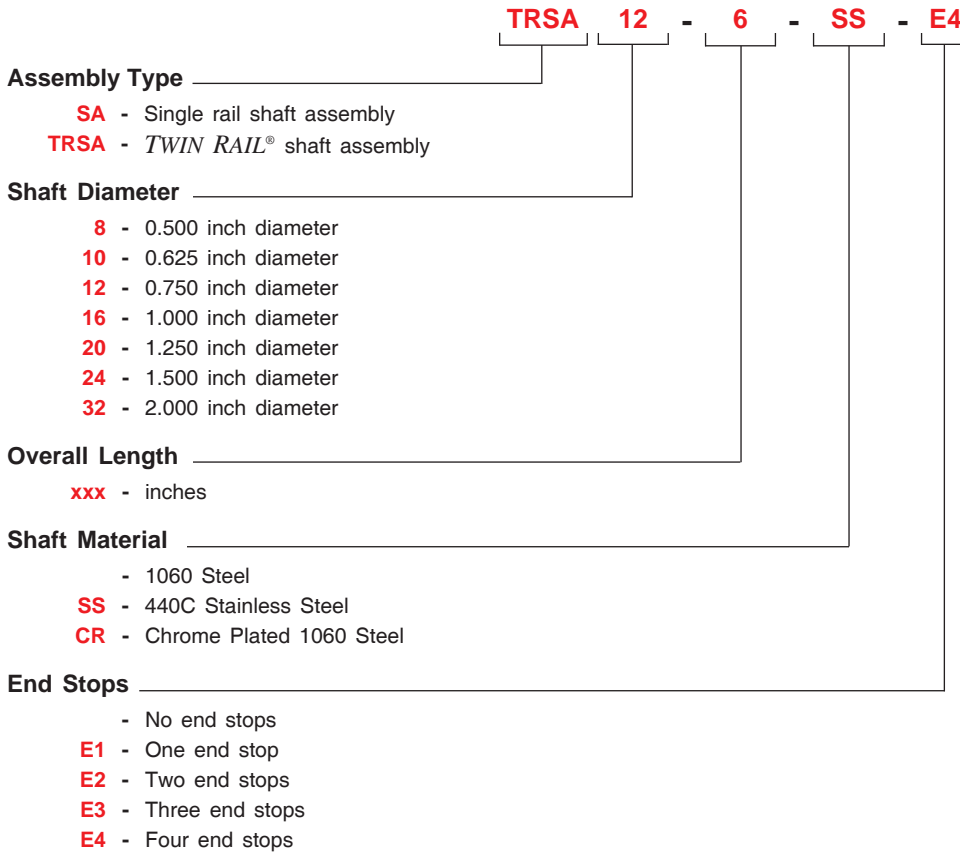 TRSA 12 - 6 - SS - E4
Assembly Type
SA - Single rail shaft assembly
TRSA - TWIN RAIL® shaft assembly
Shaft Diameter
8 - 0.500 inch diameter
10 - 0.625 inch diameter
12 - 0.750 inch diameter
16 - 1.000 inch diameter
20 - 1.250 inch diameter
24 - 1.500 inch diameter
32 - 2.000 inch diameter
Overall Length
xxx - inches
Shaft Material
- 1060 Steel
SS - 440C Stainless Steel
CR - Chrome Plated 1060 Steel
End Stops
- No end stops
E1 - One end stop
E2 - Two end stops
E3 - Three end stops
E4 - Four end stops